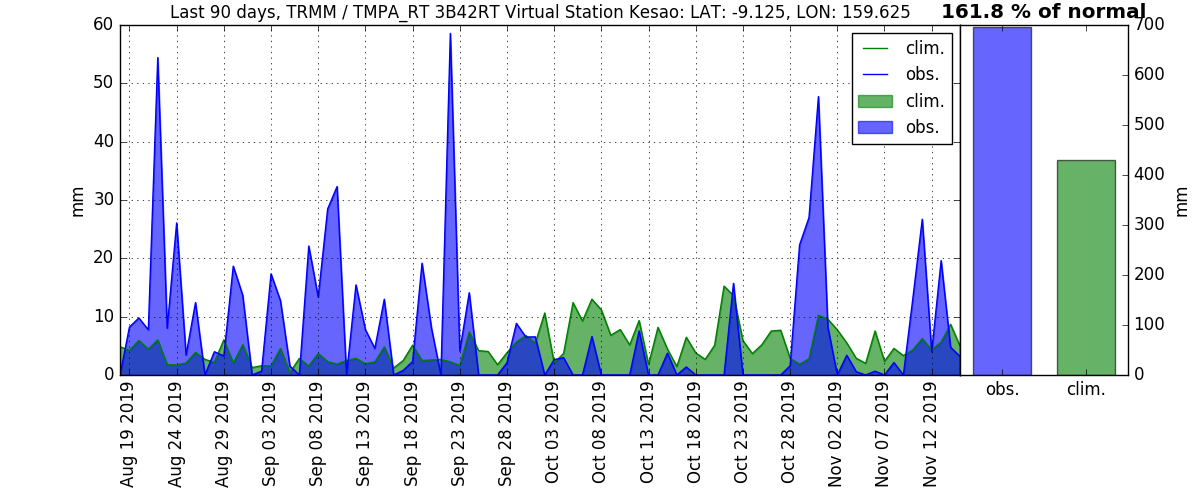 Last 90 days, TRMM / TMPA_RT 3B42RT Virtual Station Kesao: LAT: -9.125, LON: 159.625
161.8 % of normal
60
50
40
30
20
10
0
mm
clim.
obs.
clim.
obs.
Aug 19 2019
Aug 24 2019
Aug 29 2019
Sep 03 2019
Sep 08 2019
Sep 13 2019
Sep 18 2019
Sep 23 2019
Sep 28 2019
Oct 03 2019
Oct 08 2019
Oct 13 2019
Oct 18 2019
Oct 23 2019
Oct 28 2019
Nov 02 2019
Nov 07 2019
Nov 12 2019
700
600
500
400
300
200
100
0
mm
obs.
clim.